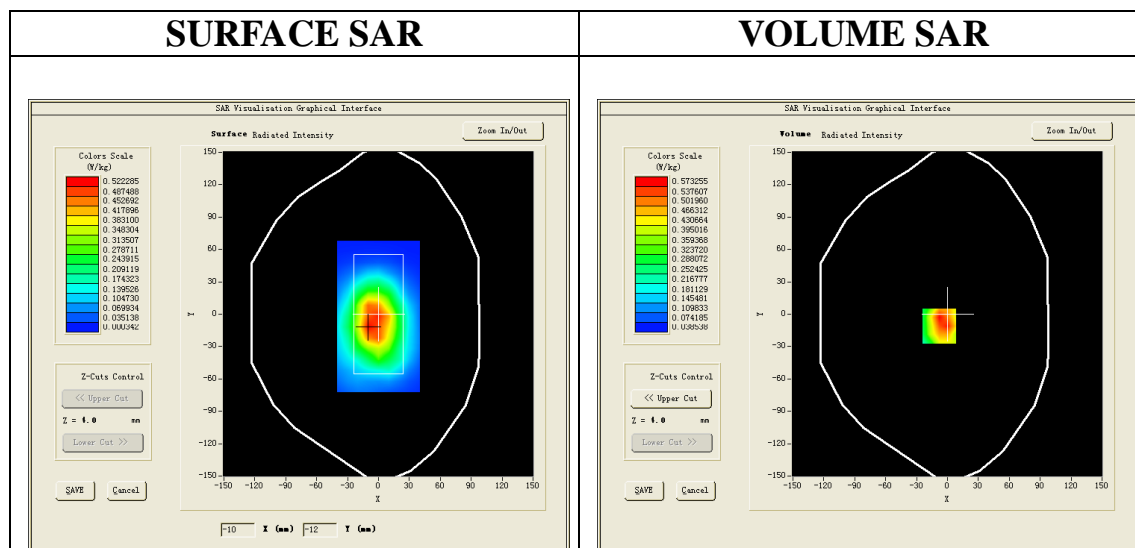 SURFACE SAR
VOLUME SAR
SAR Visualisation Graphical Interface
Surface Radiated Intensity
Zoom In/Out
Colors Scale
(W/kg)
0.522285
0.487488
0.452692
0.417896
0.383100
0.348304
0.313507
0.278711
0.243915
0.209119
0.174323
0.139526
0.104730
0.069934
0.035138
0.000342
Z-Cuts Control
<< Upper Cut
Z = 4.0 mm
Lower Cut >>
SAVE
Cancel
150
120
90
60
30
0
-30
-60
-90
-120
-150
Y
-150 -120 -90 -60 -30 0 30 60 90 120 150
X
-10 X (mm) -12 Y (mm)
SAR Visualisation Graphical Interface
Volume Radiated Intensity
Zoom In/Out
Colors Scale
(W/kg)
0.573255
0.537607
0.501960
0.466312
0.430664
0.395016
0.359368
0.323720
0.288072
0.252425
0.216777
0.181129
0.145481
0.109833
0.074185
0.038538
Z-Cuts Control
<< Upper Cut
Z = 4.0 mm
Lower Cut >>
SAVE
Cancel
150
120
90
60
30
0
-30
-60
-90
-120
-150
Y
-150 -120 -90 -60 -30 0 30 60 90 120 150
X